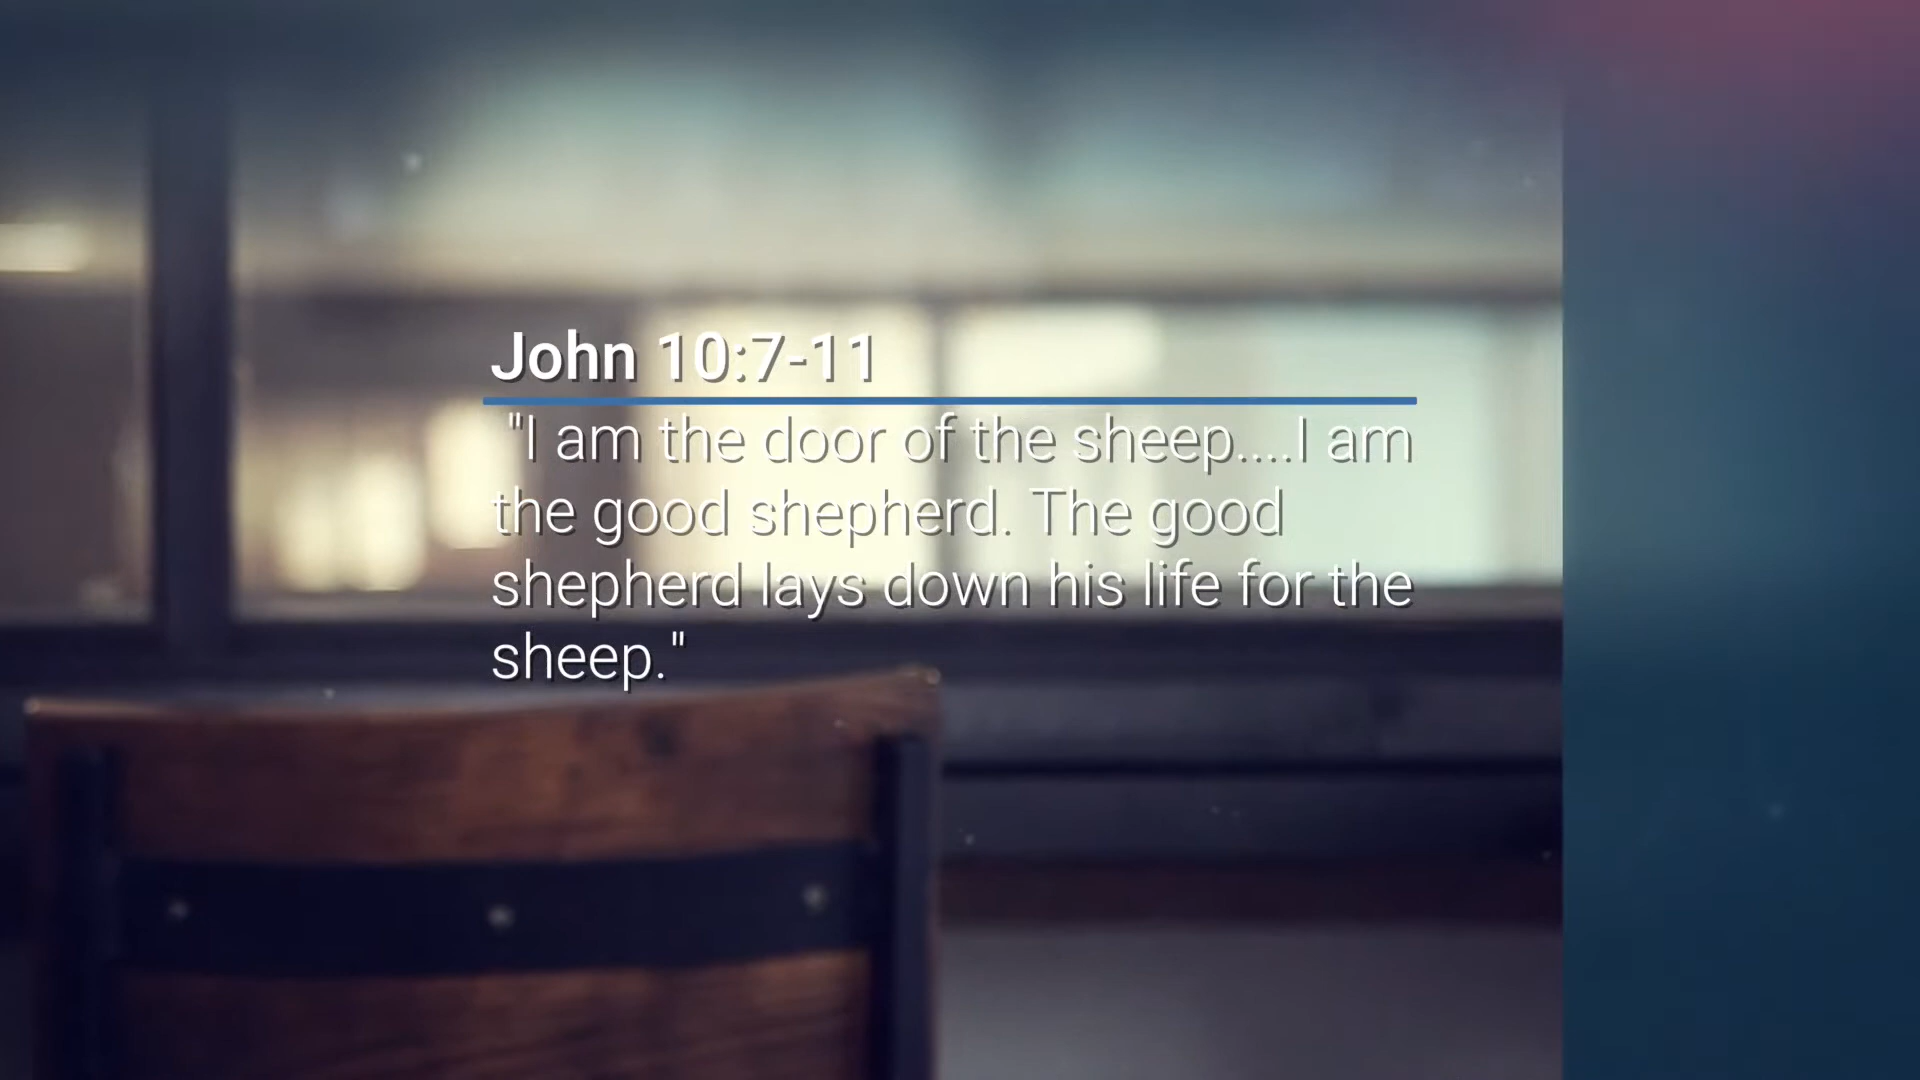 John 10:7-11
"I am the door of the sheep....I am
the good shepherd. The good
shepherd lays down his life for the
sheep."